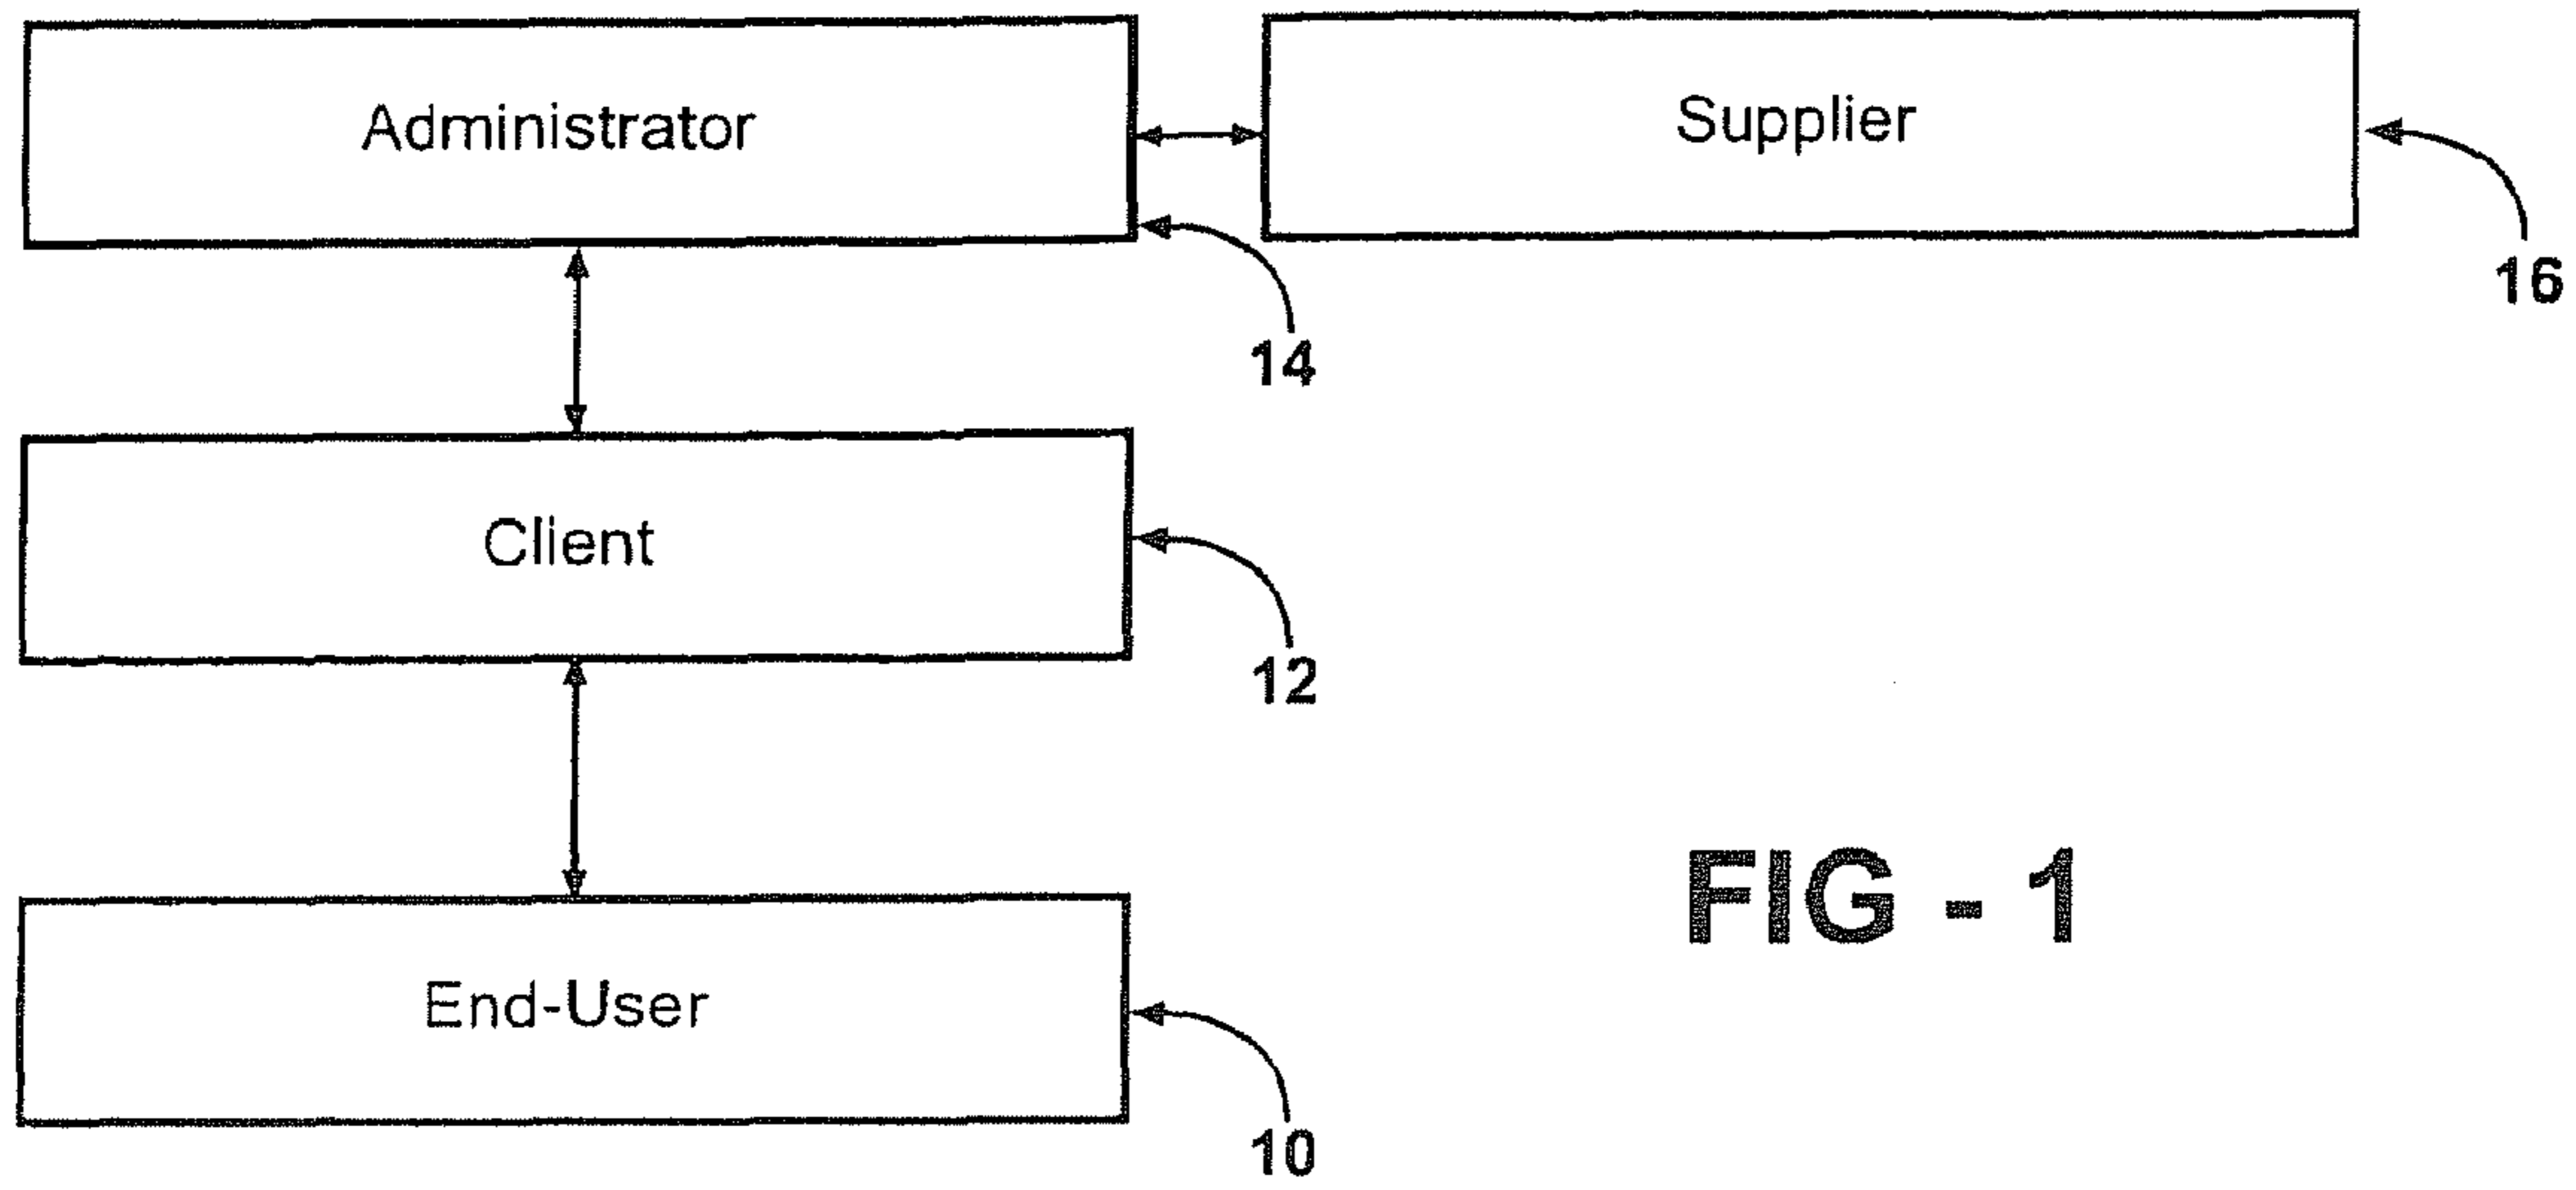 Administrator
Supplier
16
14
Client
12
FIG - 1
End-User
10